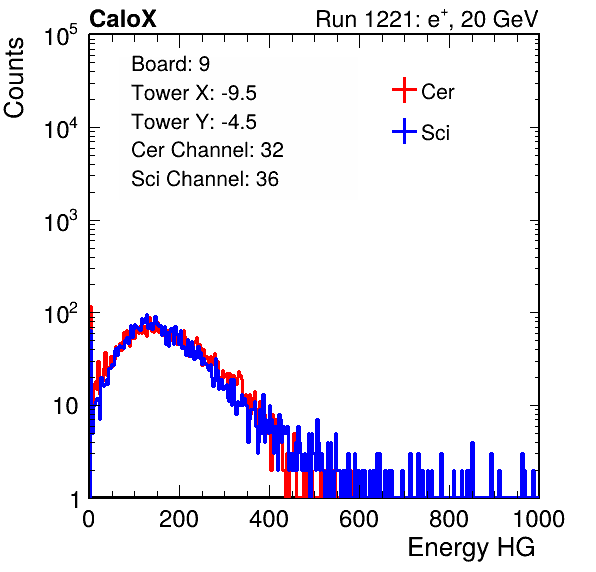 CaloX Run 1221: e⁺, 20 GeV
Counts
Board: 9
Tower X: -9.5
Tower Y: -4.5
Cer Channel: 32
Sci Channel: 36
Cer
Sci
10⁵
10⁴
10³
10²
10
1
0 200 400 600 800 1000
Energy HG